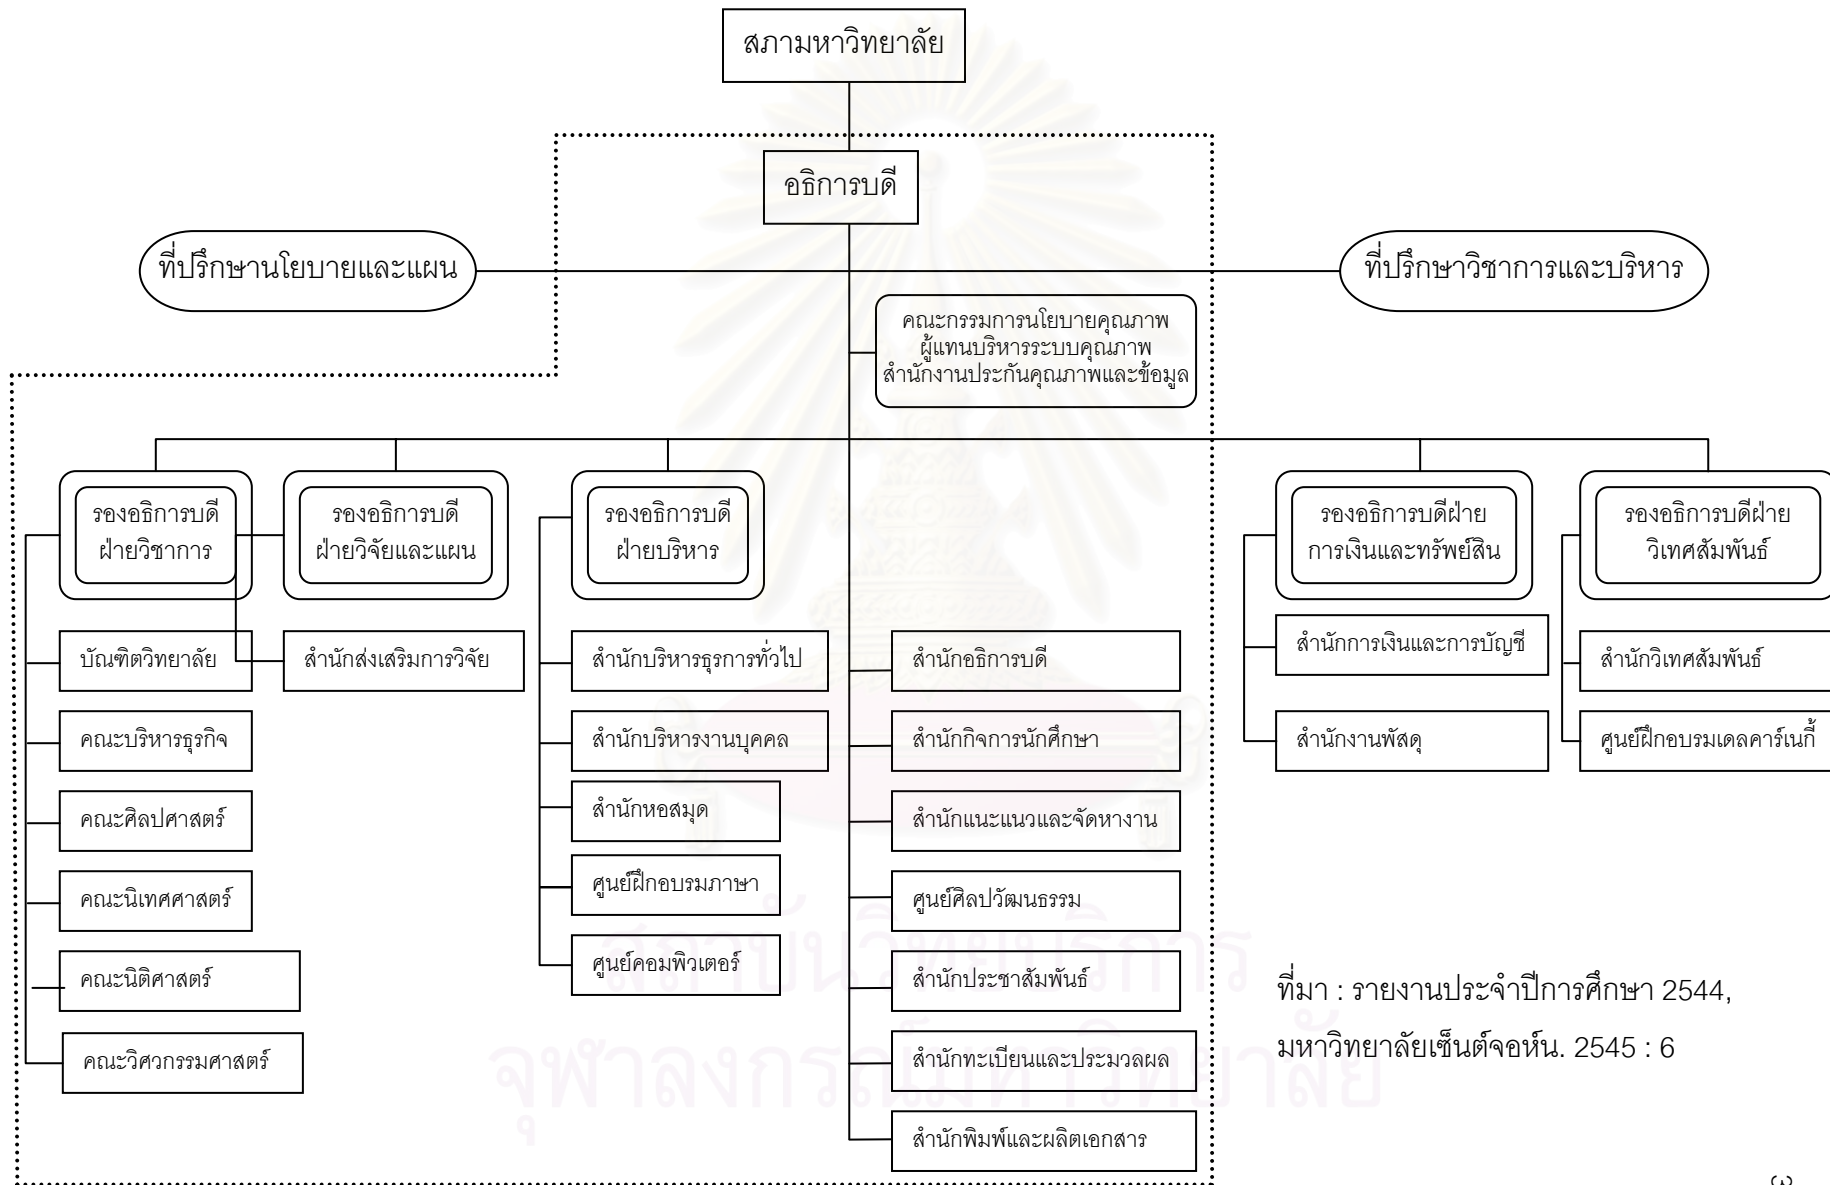 สภามหาวิทยาลัย
อธิการบดี
ที่ปรึกษานโยบายและแผน
ที่ปรึกษาวิชาการและบริหาร
คณะกรรมการนโยบายคุณภาพ
ผู้แทนบริหารระบบคุณภาพ
สำนักงานประกันคุณภาพและข้อมูล
รองอธิการบดี
ฝ่ายวิชาการ
รองอธิการบดี
ฝ่ายวิจัยและแผน
รองอธิการบดี
ฝ่ายบริหาร
รองอธิการบดีฝ่าย
การเงินและทรัพย์สิน
รองอธิการบดีฝ่าย
วิเทศสัมพันธ์
บัณฑิตวิทยาลัย
คณะบริหารธุรกิจ
คณะศิลปศาสตร์
คณะนิเทศศาสตร์
คณะนิติศาสตร์
คณะวิศวกรรมศาสตร์
สำนักส่งเสริมการวิจัย
สำนักบริหารธุรการทั่วไป
สำนักบริหารงานบุคคล
สำนักหอสมุด
ศูนย์ฝึกอบรมภาษา
ศูนย์คอมพิวเตอร์
สำนักอธิการบดี
สำนักกิจการนักศึกษา
สำนักแนะแนวและจัดหางาน
ศูนย์ศิลปวัฒนธรรม
สำนักประชาสัมพันธ์
สำนักทะเบียนและประมวลผล
สำนักพิมพ์และผลิตเอกสาร
สำนักการเงินและการบัญชี
สำนักงานพัสดุ
สำนักวิเทศสัมพันธ์
ศูนย์ฝึกอบรมเดลคาร์เนกี้
ที่มา : รายงานประจำปีการศึกษา 2544,
มหาวิทยาลัยเซ็นต์จอห์น. 2545 : 6
สถาบันวิทยบริการ
จุฬาลงกรณ์มหาวิทยาลัย